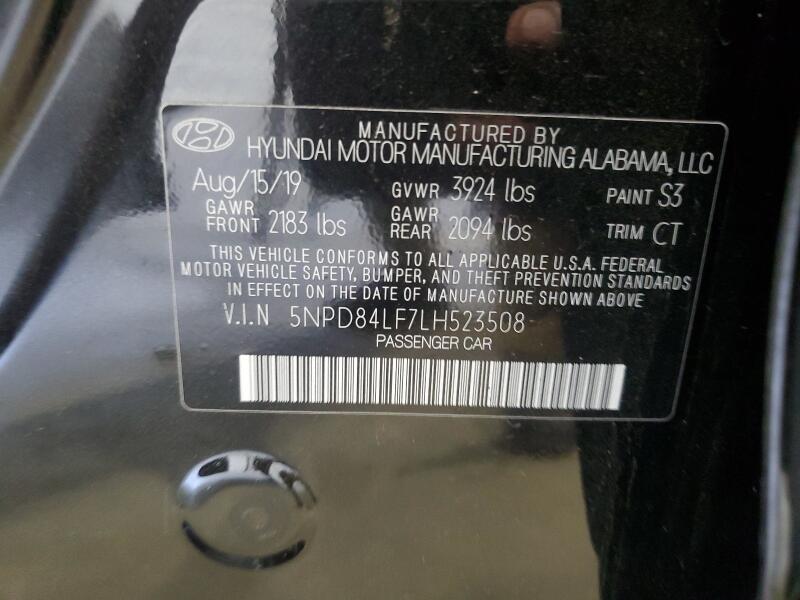 MANUFACTURED BY
HYUNDAI MOTOR MANUFACTURING ALABAMA, LLC
Aug/15/19 GVWR 3924 lbs PAINT S3
GAWR FRONT 2183 lbs GAWR REAR 2094 lbs TRIM CT
THIS VEHICLE CONFORMS TO ALL APPLICABLE U.S.A. FEDERAL
MOTOR VEHICLE SAFETY, BUMPER, AND THEFT PREVENTION STANDARDS
IN EFFECT ON THE DATE OF MANUFACTURE SHOWN ABOVE
V.I.N 5NPD84LF7LH523508
PASSENGER CAR